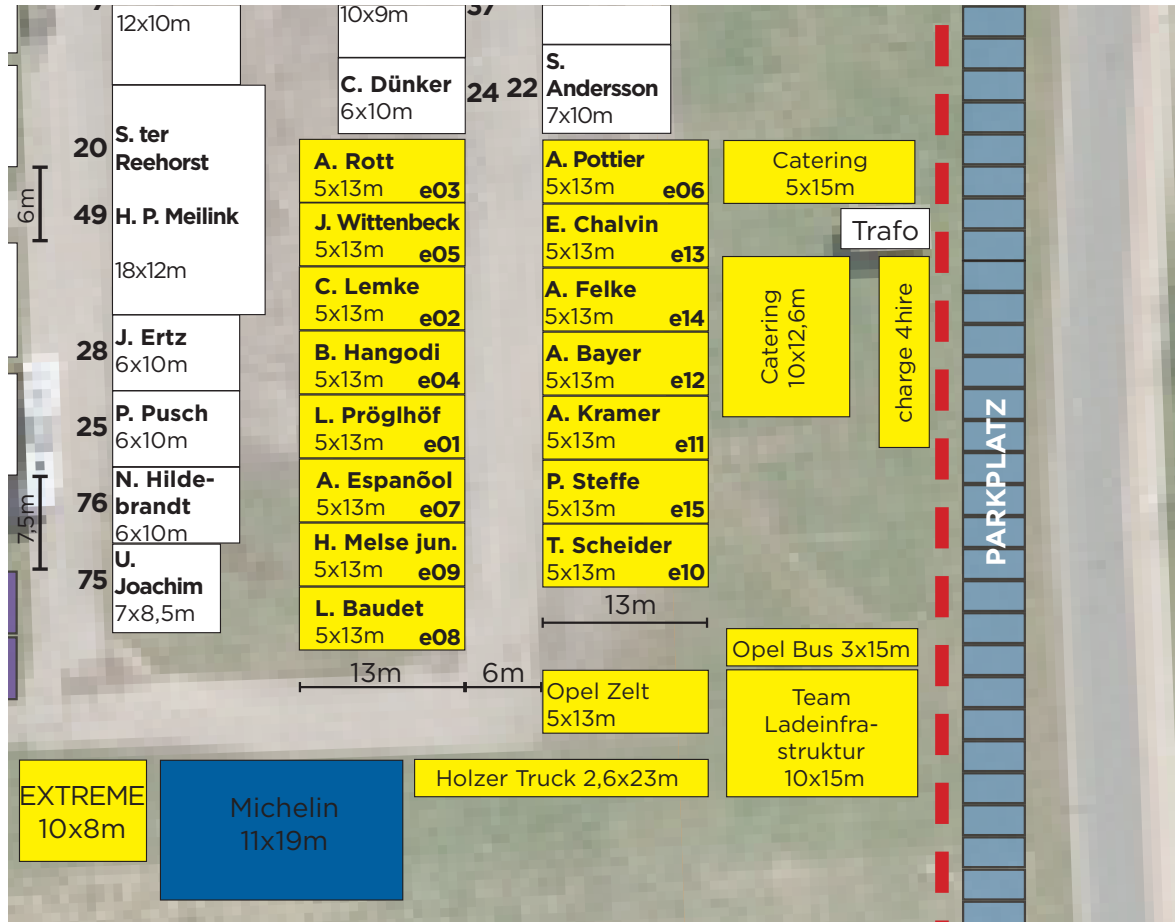 12x10m
10x9m
37
C. Dünker
6x10m
24
22
S.
Andersson
7x10m
20
S. ter
Reehorst
49
H. P. Meilink
18x12m
6m
28
J. Ertz
6x10m
25
P. Pusch
6x10m
76
N. Hilde-
brandt
6x10m
7,5m
75
U.
Joachim
7x8,5m
A. Rott
5x13m e03
J. Wittenbeck
5x13m e05
C. Lemke
5x13m e02
B. Hangodi
5x13m e04
L. Pröglhöf
5x13m e01
A. Espanõol
5x13m e07
H. Melse jun.
5x13m e09
L. Baudet
5x13m e08
13m
6m
A. Pottier
5x13m e06
E. Chalvin
5x13m e13
A. Felke
5x13m e14
A. Bayer
5x13m e12
A. Kramer
5x13m e11
P. Steffe
5x13m e15
T. Scheider
5x13m e10
13m
Catering
5x15m
Trafo
Catering
10x12,6m
charge 4hire
PARKPLATZ
Opel Bus 3x15m
Opel Zelt
5x13m
Team
Ladeinfra-
struktur
10x15m
Holzer Truck 2,6x23m
EXTREME
10x8m
Michelin
11x19m